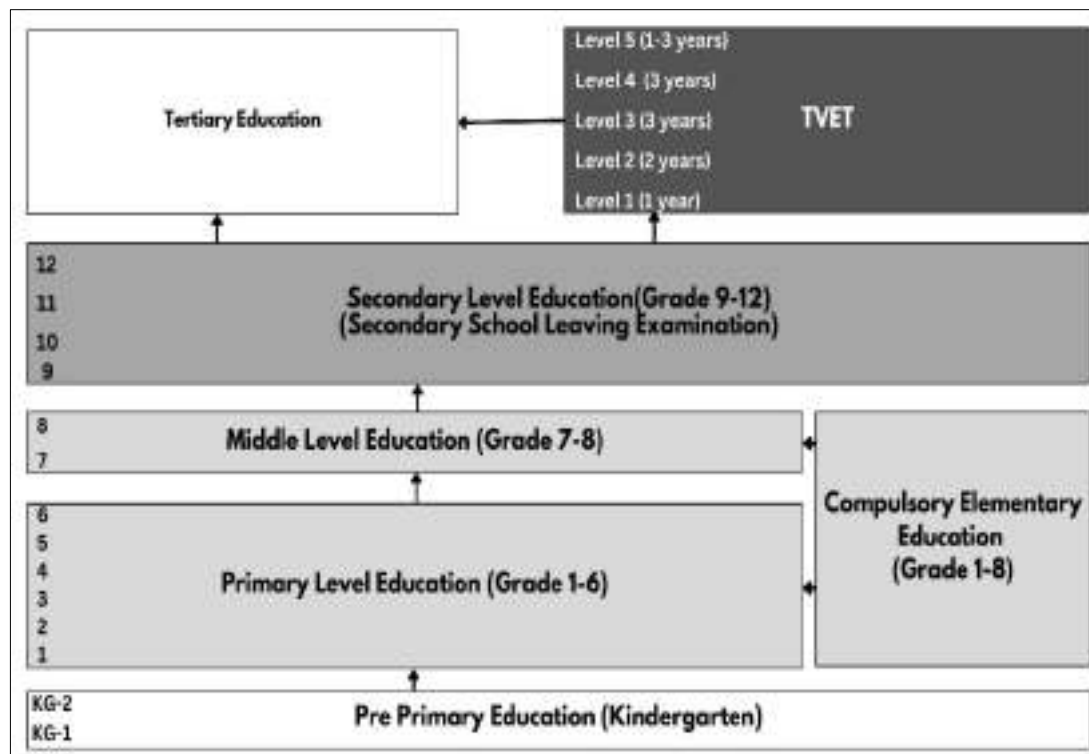 Tertiary Education
Level 5 (1-3 years)
Level 4 (3 years)
Level 3 (3 years)
Level 2 (2 years)
Level 1 (1 year)
TVET
12
11
10
9
Secondary Level Education(Grade 9-12)
(Secondary School Leaving Examination)
8
7
Middle Level Education (Grade 7-8)
6
5
4
3
2
1
Primary Level Education (Grade 1-6)
Compulsory Elementary
Education
(Grade 1-8)
KG-2
KG-1
Pre Primary Education (Kindergarten)